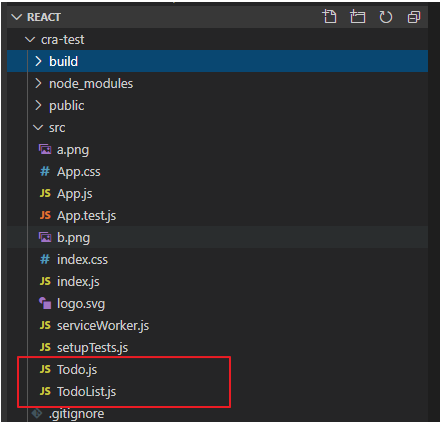 REACT
cra-test
build
node_modules
public
src
a.png
# App.css
JS App.js
JS App.test.js
b.png
# index.css
JS index.js
logo.svg
JS serviceWorker.js
JS setupTests.js
JS Todo.js
JS TodoList.js
.gitignore